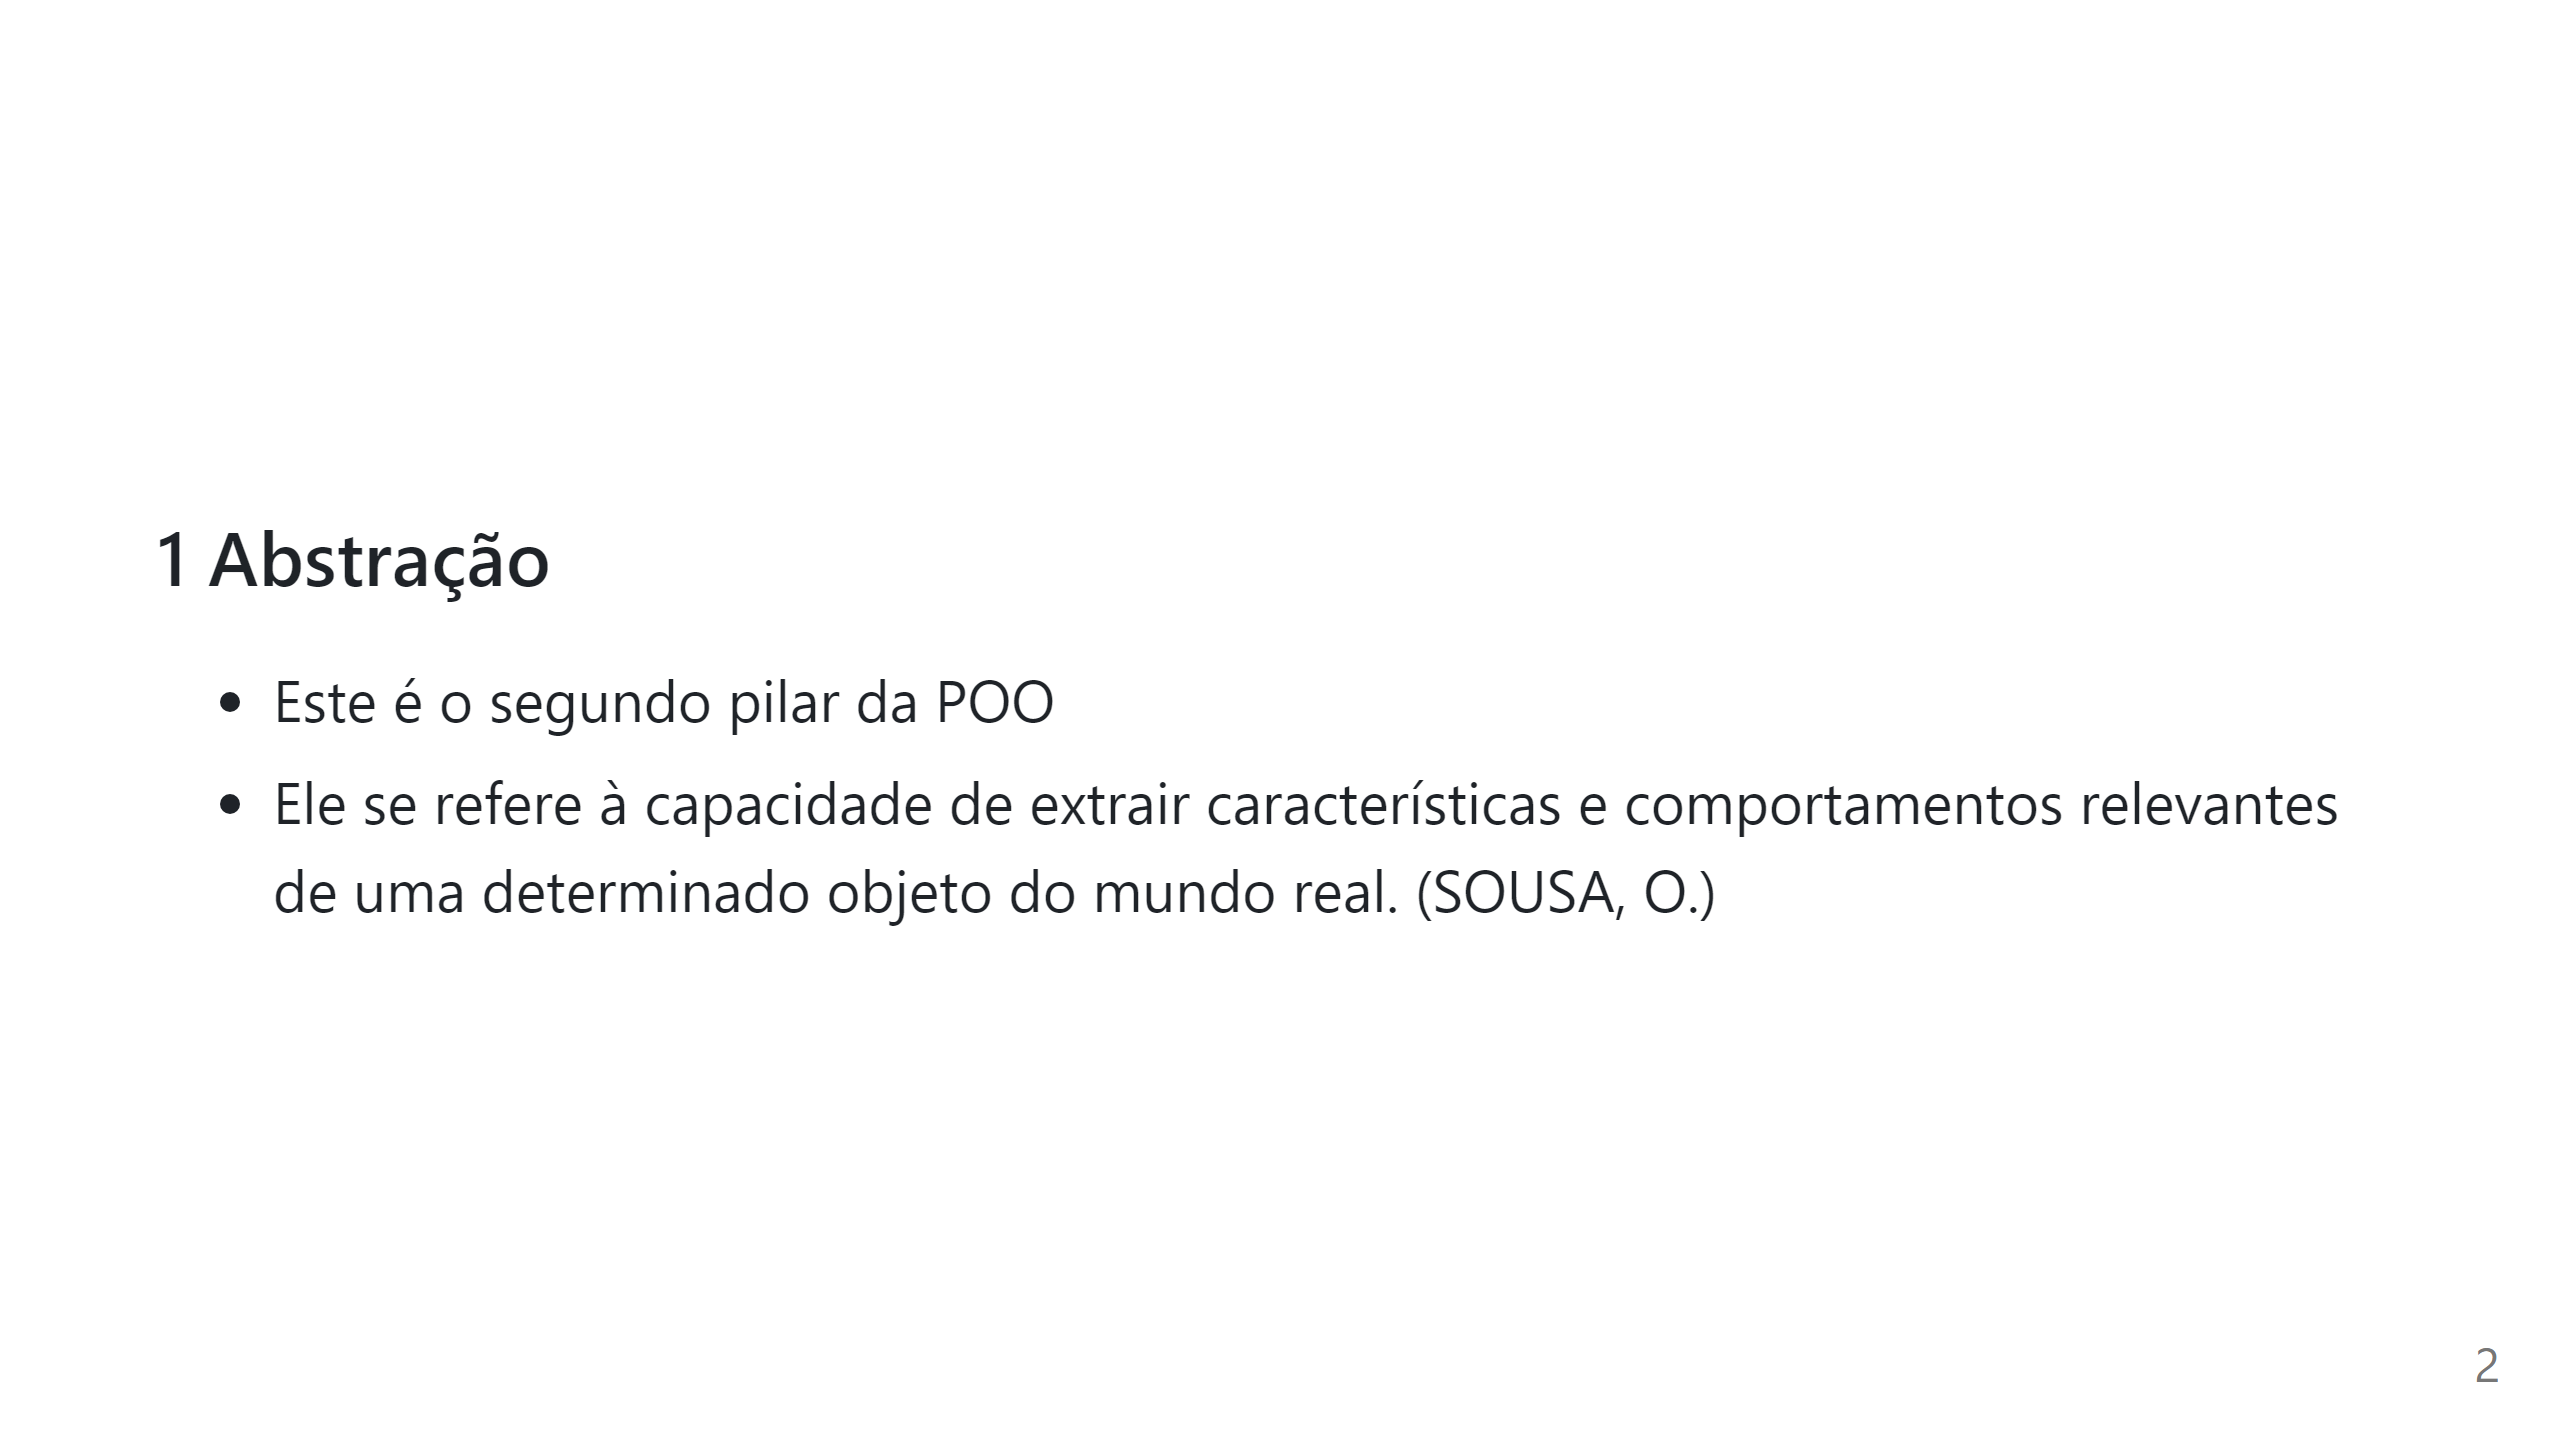 1 Abstração
• Este é o segundo pilar da POO
• Ele se refere à capacidade de extrair características e comportamentos relevantes
de uma determinado objeto do mundo real. (SOUSA, O.)
2